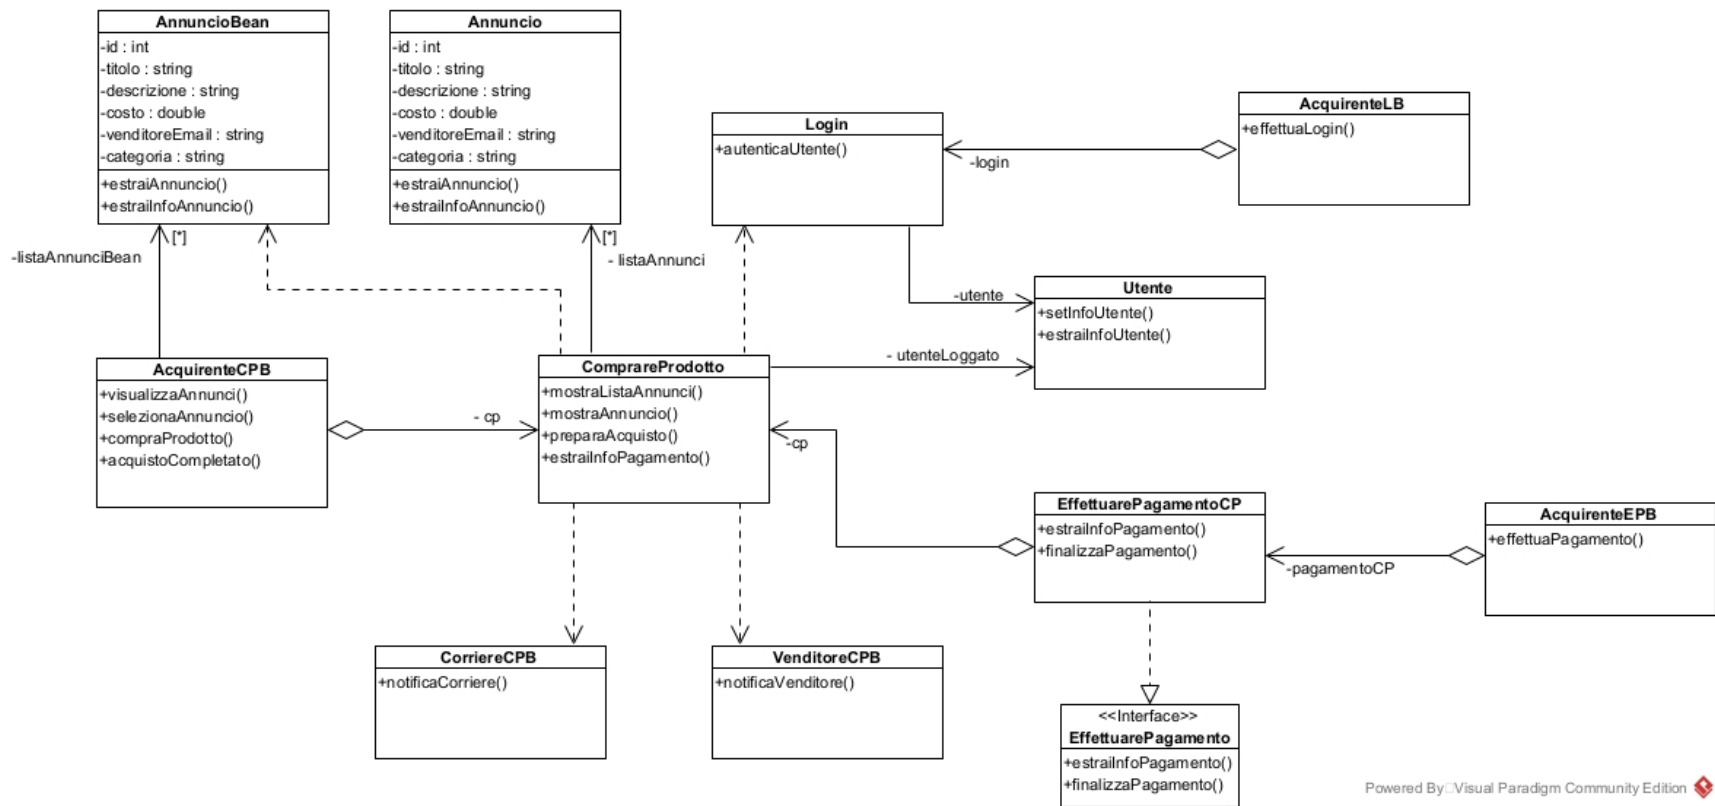 AnnuncioBean
-id : int
-titolo : string
-descrizione : string
-costo : double
-venditoreEmail : string
-categoria : string
+estraiAnnuncio()
+estraiInfoAnnuncio()
Annuncio
-id : int
-titolo : string
-descrizione : string
-costo : double
-venditoreEmail : string
-categoria : string
+estraiAnnuncio()
+estraiInfoAnnuncio()
Login
+autenticaUtente()
-login
AcquirenteLB
+effettuaLogin()
[*]
-listaAnnunciBean
[*]
- listaAnnunci
-utente
Utente
+setInfoUtente()
+estraiInfoUtente()
- utenteLoggato
AcquirenteCPB
+visualizzaAnnunci()
+selezionaAnnuncio()
+compraProdotto()
+acquistoCompletato()
- cp
ComprareProdotto
+mostraListaAnnunci()
+mostraAnnuncio()
+preparaAcquisto()
+estraiInfoPagamento()
-cp
EffettuarePagamentoCP
+estraiInfoPagamento()
+finalizzaPagamento()
-pagamentoCP
AcquirenteEPB
+effettuaPagamento()
CorriereCPB
+notificaCorriere()
VenditoreCPB
+notificaVenditore()
<<Interface>>
EffettuarePagamento
+estraiInfoPagamento()
+finalizzaPagamento()
Powered By Visual Paradigm Community Edition